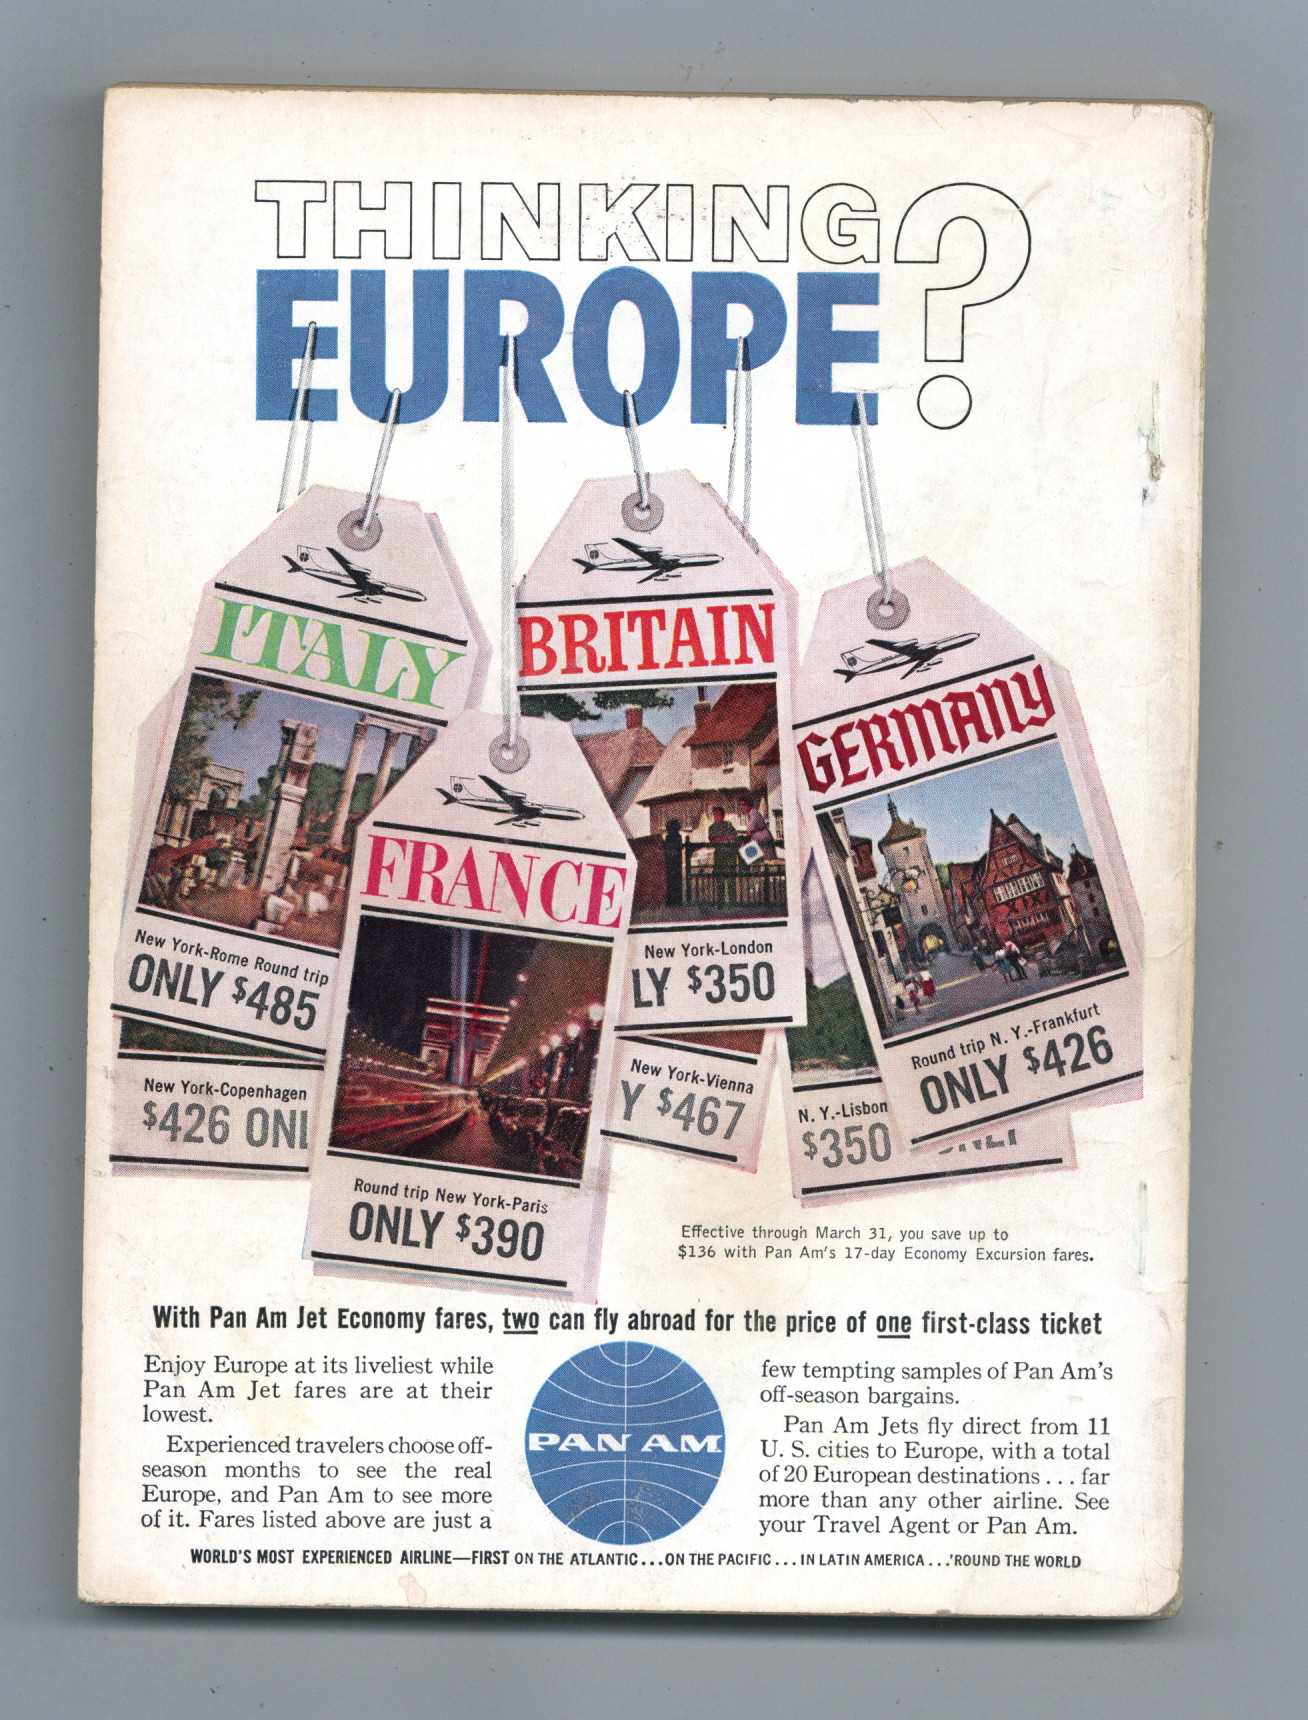 THINKING
EUROPE?
ITALY
New York-Rome Round trip
ONLY $485
New York-Copenhagen
$426 ONL
FRANCE
Round trip New York-Paris
ONLY $390
BRITAIN
New York-London
LY $350
New York-Vienna
Y $467
GERMANY
Round trip N. Y.-Frankfurt
ONLY $426
N. Y.-Lisbon
$350
Effective through March 31, you save up to
$136 with Pan Am's 17-day Economy Excursion fares.
With Pan Am Jet Economy fares, two can fly abroad for the price of one first-class ticket
Enjoy Europe at its liveliest while
Pan Am Jet fares are at their
lowest.
Experienced travelers choose off-
season months to see the real
Europe, and Pan Am to see more
of it. Fares listed above are just a
PAN AM
few tempting samples of Pan Am's
off-season bargains.
Pan Am Jets fly direct from 11
U. S. cities to Europe, with a total
of 20 European destinations . . . far
more than any other airline. See
your Travel Agent or Pan Am.
WORLD'S MOST EXPERIENCED AIRLINE—FIRST ON THE ATLANTIC...ON THE PACIFIC...IN LATIN AMERICA...'ROUND THE WORLD